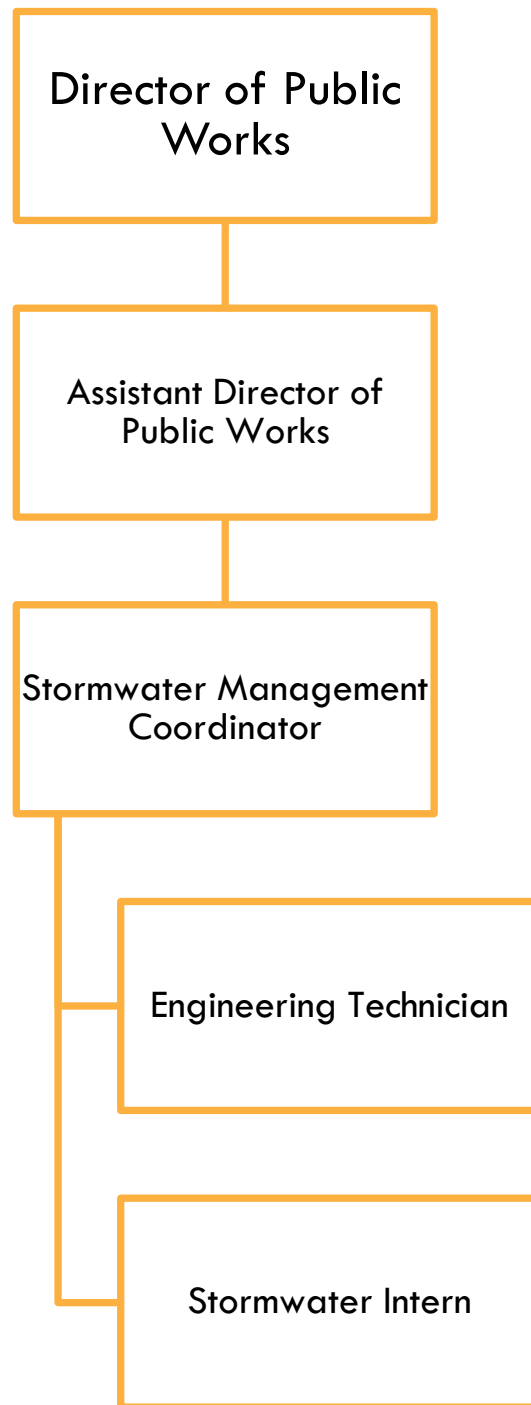 Director of Public
Works
Assistant Director of
Public Works
Stormwater Management
Coordinator
Engineering Technician
Stormwater Intern